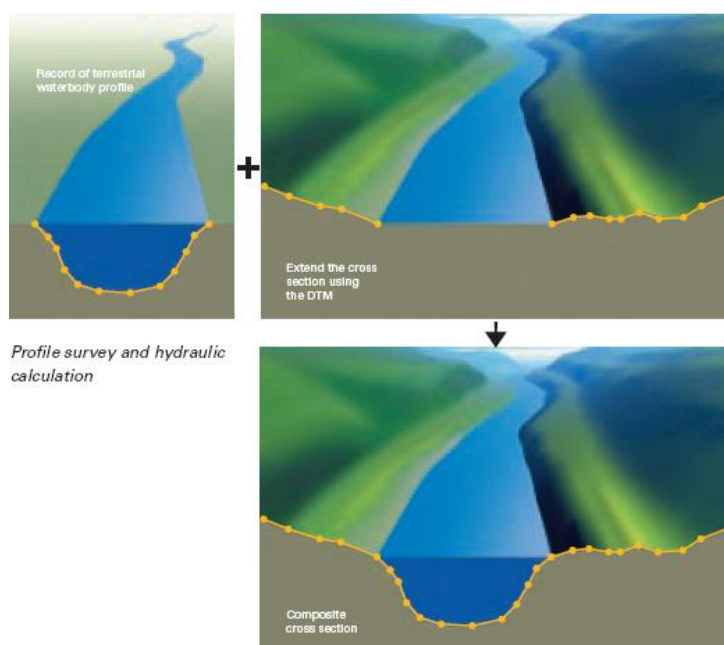 Record of terrestrial
waterbody profile
+
Extend the cross
section using
the DTM
Profile survey and hydraulic
calculation
Composite
cross section